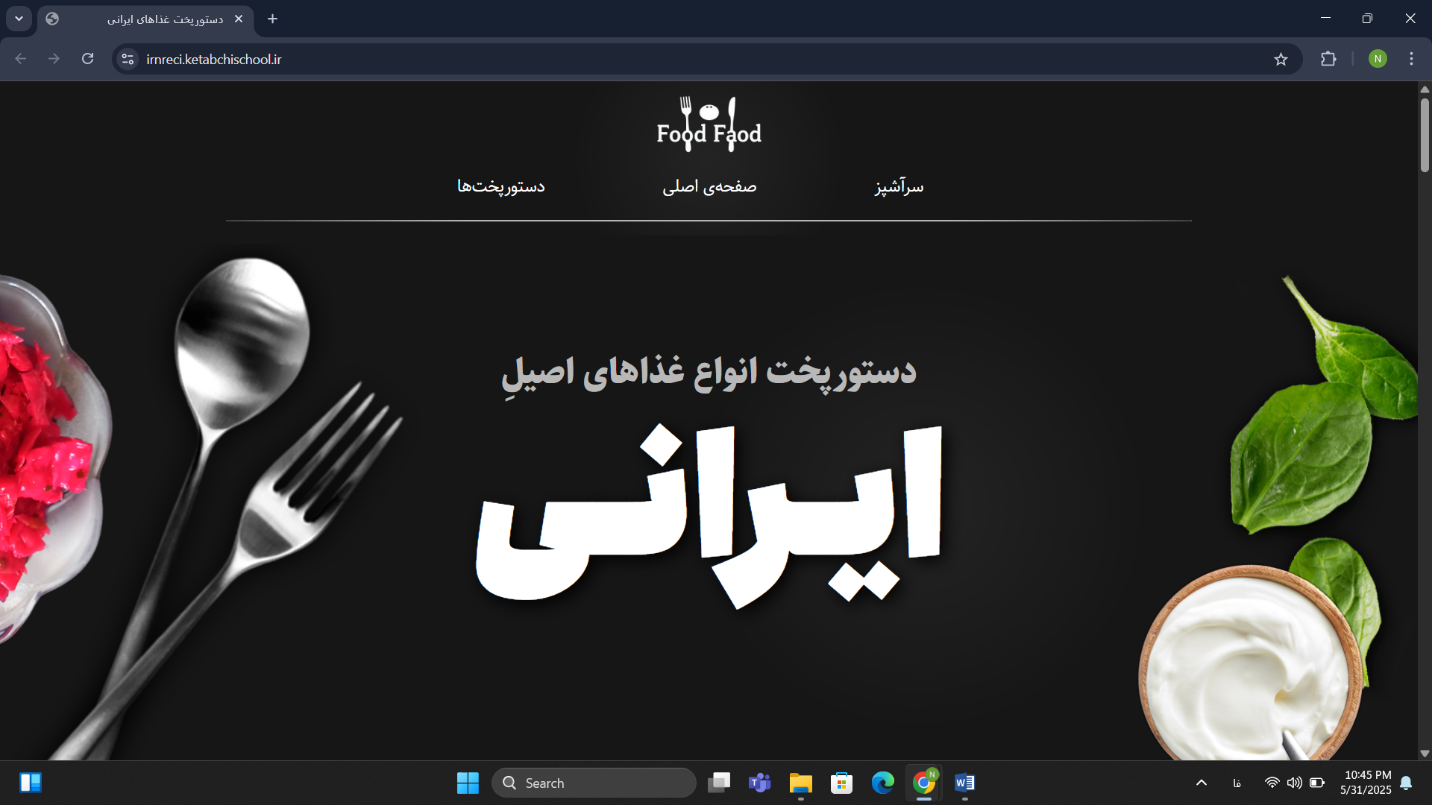 دستورپخت غذاهای ایرانی
irnreci.ketabchischool.ir
N
Food Faod
سرآشپز
صفحه‌ی اصلی
دستورپخت‌ها
دستورپخت انواع غذاهای اصیلِ
ایرانی
Search
N
فا
10:45 PM
5/31/2025